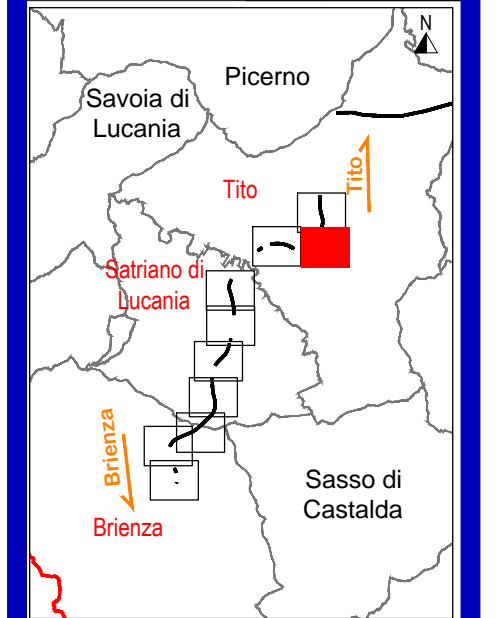 N
Picerno
Savoia di
Lucania
Tito
Tito
Satriano di
Lucania
Brienza
Brienza
Sasso di
Castalda